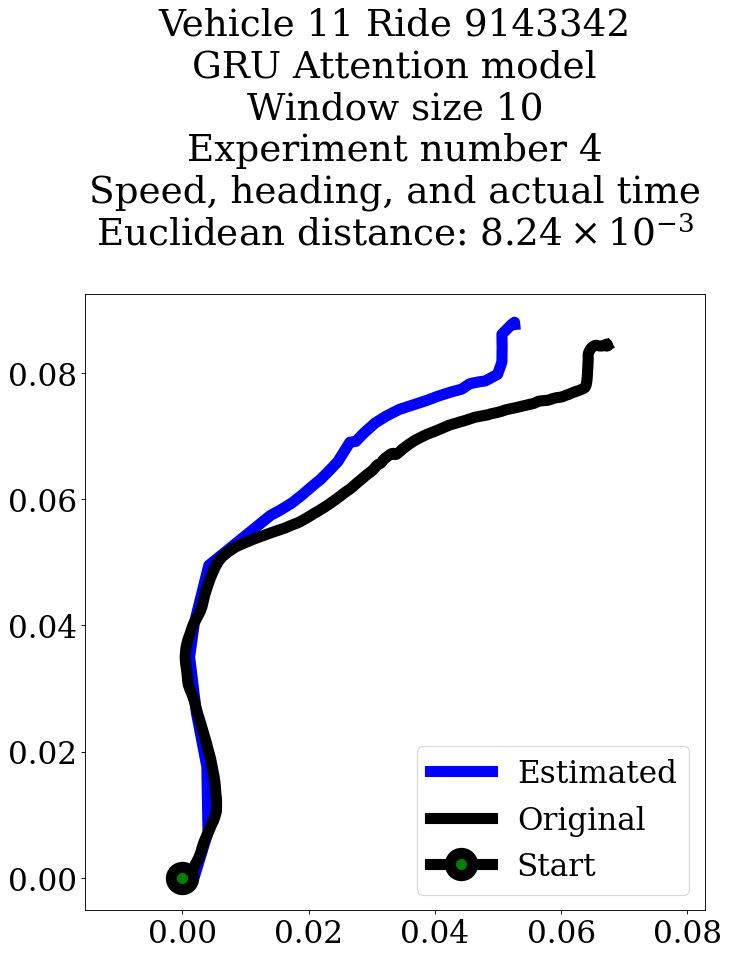 Vehicle 11 Ride 9143342
GRU Attention model
Window size 10
Experiment number 4
Speed, heading, and actual time
Euclidean distance: 8.24 × 10⁻³
0.08
0.06
0.04
0.02
0.00
Estimated
Original
Start
0.00 0.02 0.04 0.06 0.08